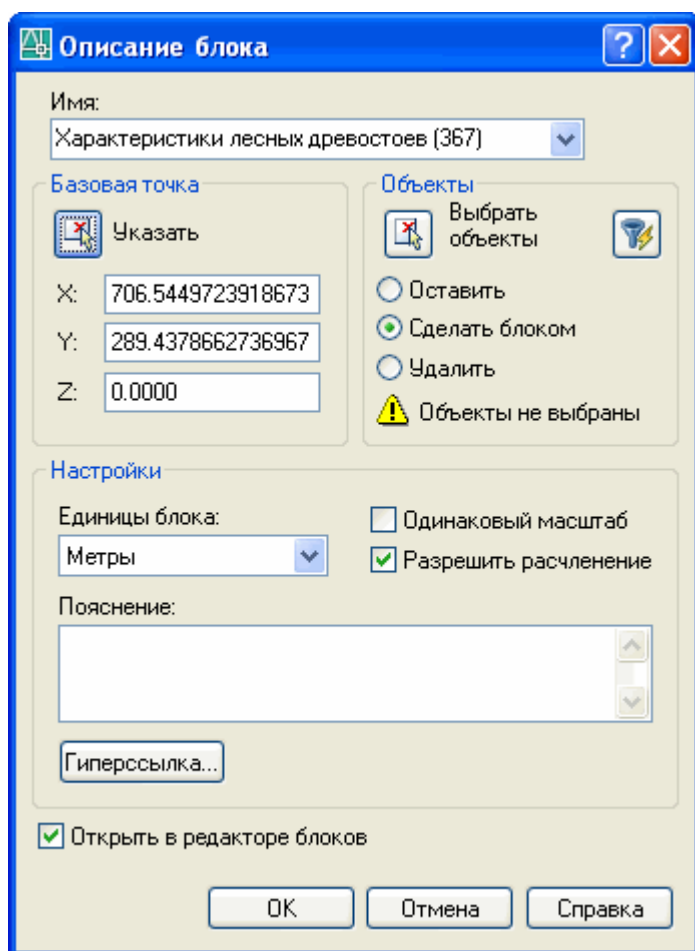 Описание блока
Имя:
Характеристики лесных древостоев (367)
Базовая точка
Указать
X: 706.5449723918673
Y: 289.4378662736967
Z: 0.0000
Объекты
Выбрать
объекты
Оставить
Сделать блоком
Удалить
Объекты не выбраны
Настройки
Единицы блока:
Метры
Одинаковый масштаб
Разрешить расчленение
Пояснение:
Гиперссылка...
Открыть в редакторе блоков
OK Отмена Справка